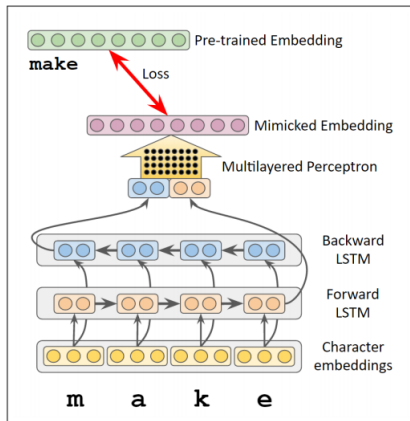 Pre-trained Embedding
make
Loss
Mimicked Embedding
Multilayered Perceptron
Backward
LSTM
Forward
LSTM
Character
embeddings
m a k e